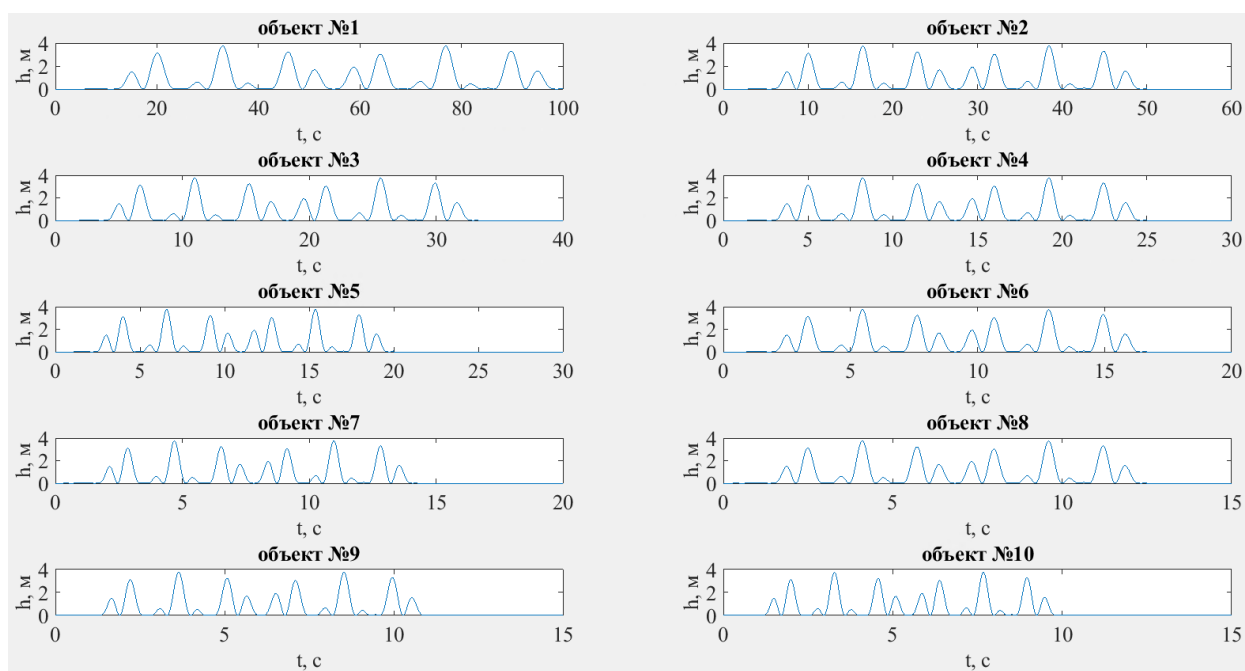 объект №1
h, м
4
2
0
0 20 40 60 80 100
t, с
объект №2
h, м
4
2
0
0 10 20 30 40 50 60
t, с
объект №3
h, м
4
2
0
0 10 20 30 40
t, с
объект №4
h, м
4
2
0
0 5 10 15 20 25 30
t, с
объект №5
h, м
4
2
0
0 5 10 15 20 25 30
t, с
объект №6
h, м
4
2
0
0 5 10 15 20
t, с
объект №7
h, м
4
2
0
0 5 10 15 20
t, с
объект №8
h, м
4
2
0
0 5 10 15
t, с
объект №9
h, м
4
2
0
0 5 10 15
t, с
объект №10
h, м
4
2
0
0 5 10 15
t, с